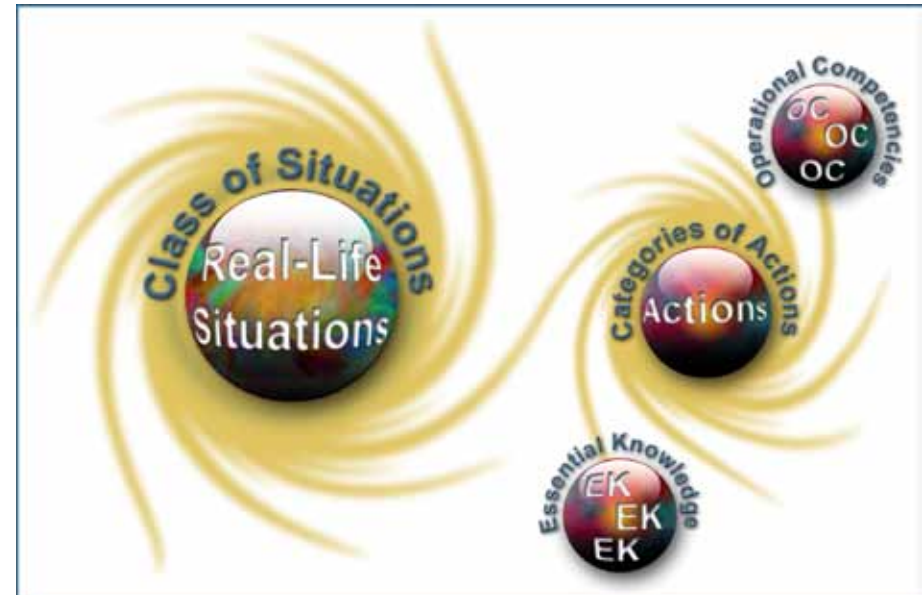 Class of Situations
Real-Life
Situations
Operational Competencies
OC
OC
OC
Categories of Actions
Actions
Essential Knowledge
EK
EK
EK